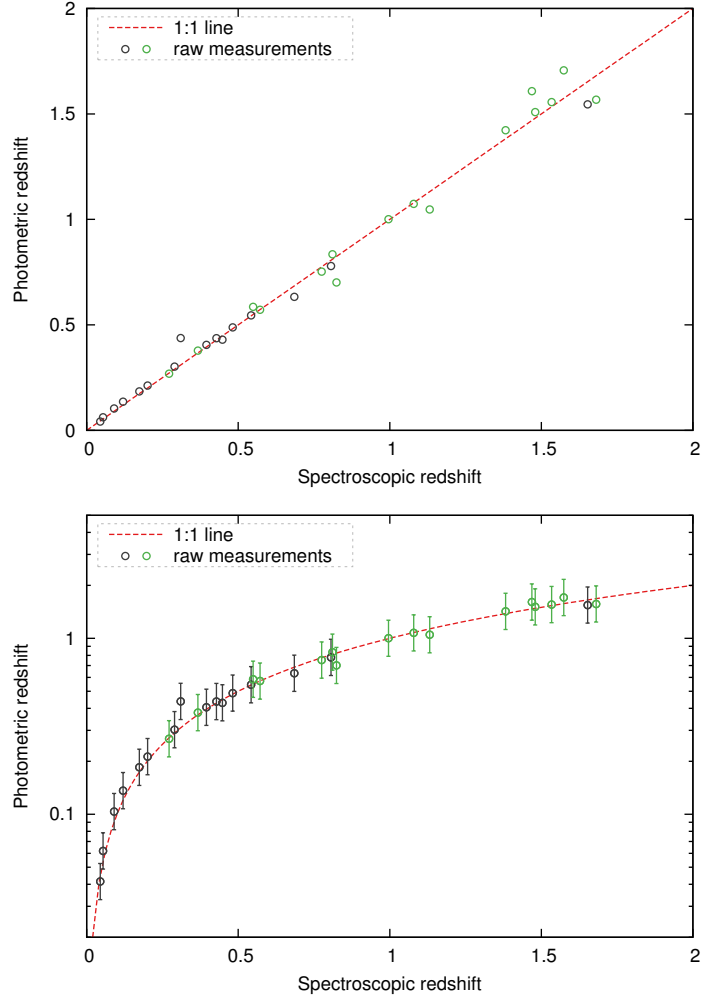 2
1:1 line
raw measurements
1.5
1
0.5
0
Photometric redshift
0 0.5 1 1.5 2
Spectroscopic redshift
1:1 line
raw measurements
1
0.1
Photometric redshift
0 0.5 1 1.5 2
Spectroscopic redshift